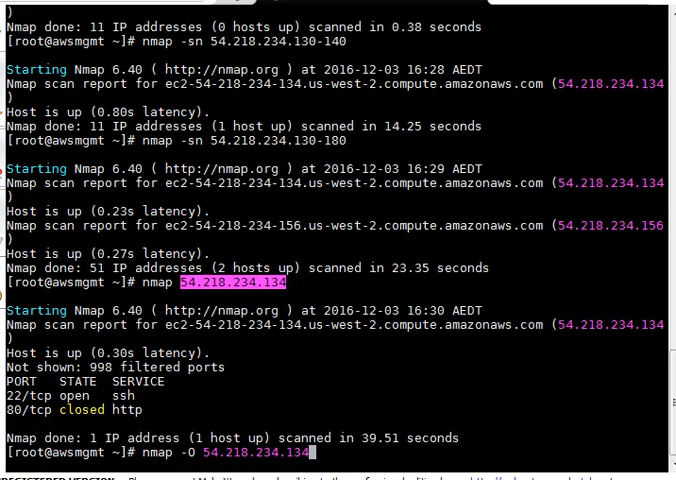 )
Nmap done: 11 IP addresses (0 hosts up) scanned in 0.38 seconds
[root@awsmgmt ~]# nmap -sn 54.218.234.130-140
Starting Nmap 6.40 ( http://nmap.org ) at 2016-12-03 16:28 AEDT
Nmap scan report for ec2-54-218-234-134.us-west-2.compute.amazonaws.com (54.218.234.134
)
Host is up (0.80s latency).
Nmap done: 11 IP addresses (1 host up) scanned in 14.25 seconds
[root@awsmgmt ~]# nmap -sn 54.218.234.130-180
Starting Nmap 6.40 ( http://nmap.org ) at 2016-12-03 16:29 AEDT
Nmap scan report for ec2-54-218-234-134.us-west-2.compute.amazonaws.com (54.218.234.134
)
Host is up (0.23s latency).
Nmap scan report for ec2-54-218-234-156.us-west-2.compute.amazonaws.com (54.218.234.156
)
Host is up (0.27s latency).
Nmap done: 51 IP addresses (2 hosts up) scanned in 23.35 seconds
[root@awsmgmt ~]# nmap 54.218.234.134
Starting Nmap 6.40 ( http://nmap.org ) at 2016-12-03 16:30 AEDT
Nmap scan report for ec2-54-218-234-134.us-west-2.compute.amazonaws.com (54.218.234.134
)
Host is up (0.30s latency).
Not shown: 998 filtered ports
PORT   STATE  SERVICE
22/tcp open   ssh
80/tcp closed http
Nmap done: 1 IP address (1 host up) scanned in 39.51 seconds
[root@awsmgmt ~]# nmap -O 54.218.234.134